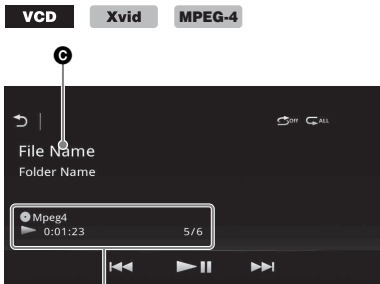 VCD Xvid MPEG-4
C
OFF ALL
File Name
Folder Name
Mpeg4
0:01:23 5/6